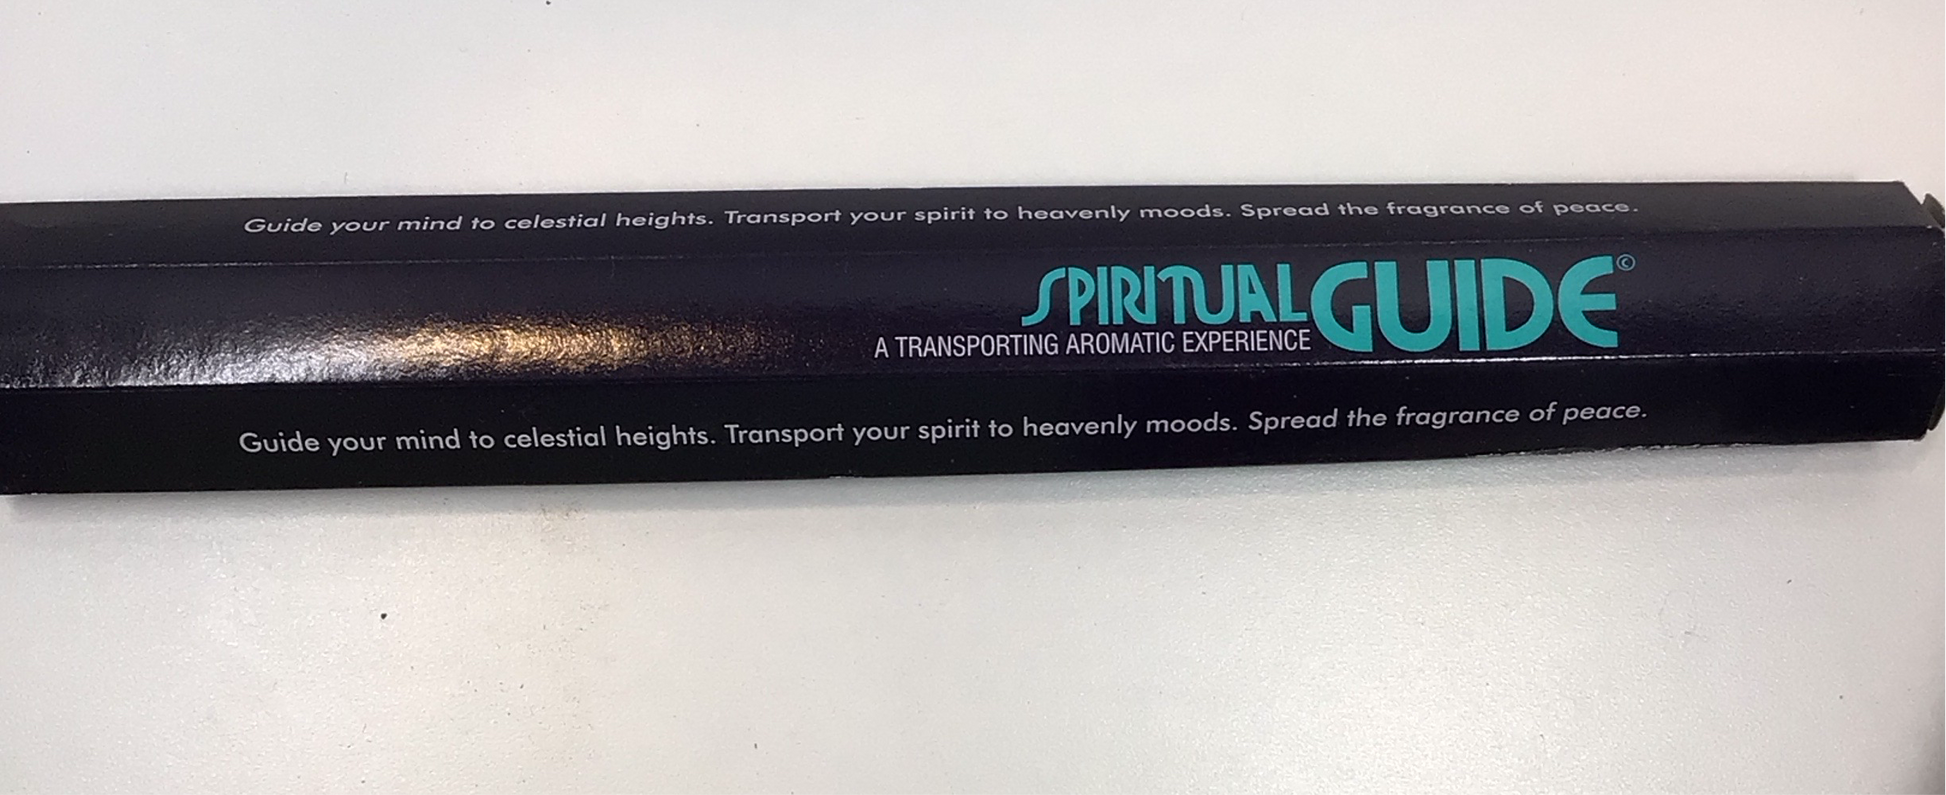 Guide your mind to celestial heights. Transport your spirit to heavenly moods. Spread the fragrance of peace.
SPIRITUAL GUIDE©
A TRANSPORTING AROMATIC EXPERIENCE
Guide your mind to celestial heights. Transport your spirit to heavenly moods. Spread the fragrance of peace.